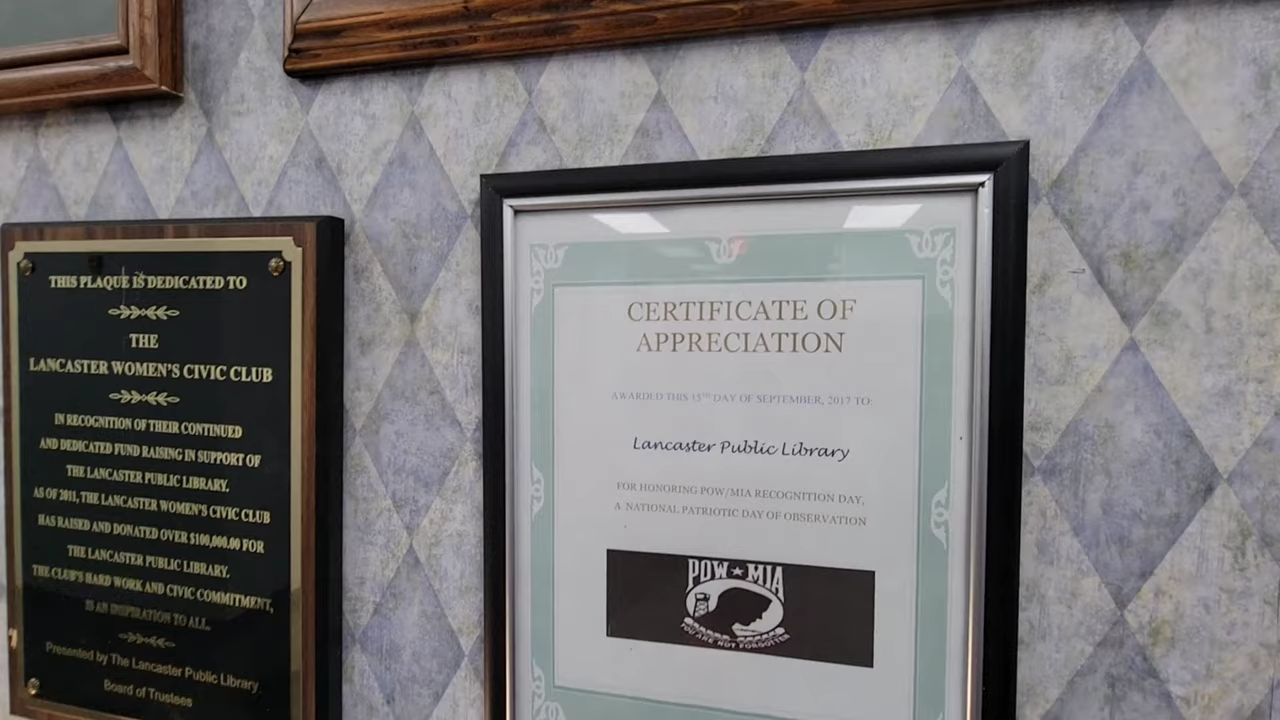 THIS PLAQUE IS DEDICATED TO
THE
LANCASTER WOMEN'S CIVIC CLUB
IN RECOGNITION OF THEIR CONTINUED
AND DEDICATED FUND RAISING IN SUPPORT OF
THE LANCASTER PUBLIC LIBRARY.
AS OF 2011, THE LANCASTER WOMEN'S CIVIC CLUB
HAS RAISED AND DONATED OVER $100,000.00 FOR
THE LANCASTER PUBLIC LIBRARY.
THE CLUB'S HARD WORK AND CIVIC COMMITMENT,
IS AN INSPIRATION TO ALL.
Presented by The Lancaster Public Library
Board of Trustees
CERTIFICATE OF
APPRECIATION
AWARDED THIS 15TH DAY OF SEPTEMBER, 2017 TO:
Lancaster Public Library
FOR HONORING POW/MIA RECOGNITION DAY,
A NATIONAL PATRIOTIC DAY OF OBSERVATION
POW★MIA
YOU ARE NOT FORGOTTEN